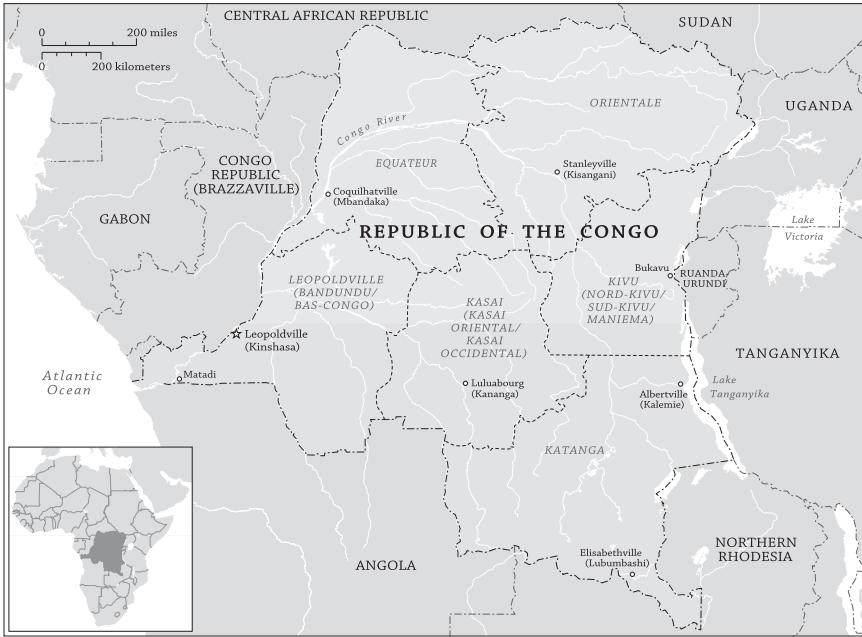 CENTRAL AFRICAN REPUBLIC
SUDAN
0 200 miles
0 200 kilometers
UGANDA
ORIENTALE
Congo River
CONGO
REPUBLIC
(BRAZZAVILLE)
EQUATEUR
Stanleyville
(Kisangani)
Coquilhatville
(Mbandaka)
GABON
REPUBLIC OF THE CONGO
Lake
Victoria
Bukavu
RUANDA/
URUNDI
LEOPOLDVILLE
(BANDUNDU/
BAS-CONGO)
KIVU
(NORD-KIVU/
SUD-KIVU/
MANIEMA)
KASAI
(KASAI
ORIENTAL/
KASAI
OCCIDENTAL)
Leopoldville
(Kinshasa)
TANGANYIKA
Matadi
Atlantic
Ocean
Luluabourg
(Kananga)
Albertville
(Kalemie)
Lake
Tanganyika
KATANGA
NORTHERN
RHODESIA
Elisabethville
(Lubumbashi)
ANGOLA